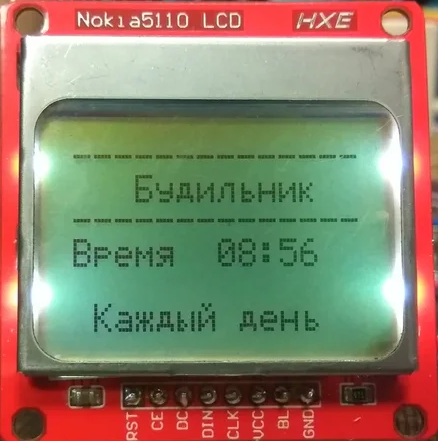 Nokia5110 LCD HXE
--------------
Будильник
--------------
Время 08:56
Каждый день
RST CE DC DIN CLK VCC BL GND